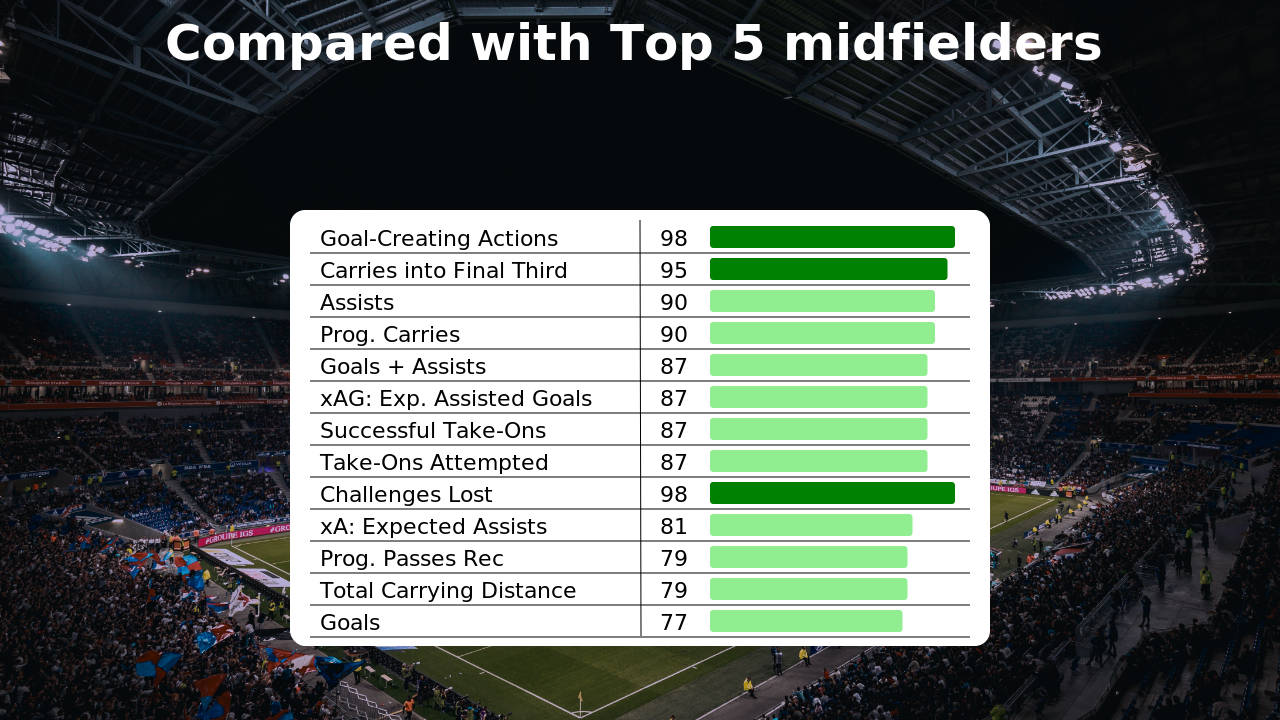 Compared with Top 5 midfielders
Goal-Creating Actions 98
Carries into Final Third 95
Assists 90
Prog. Carries 90
Goals + Assists 87
xAG: Exp. Assisted Goals 87
Successful Take-Ons 87
Take-Ons Attempted 87
Challenges Lost 98
xA: Expected Assists 81
Prog. Passes Rec 79
Total Carrying Distance 79
Goals 77
#GROUPE IGS